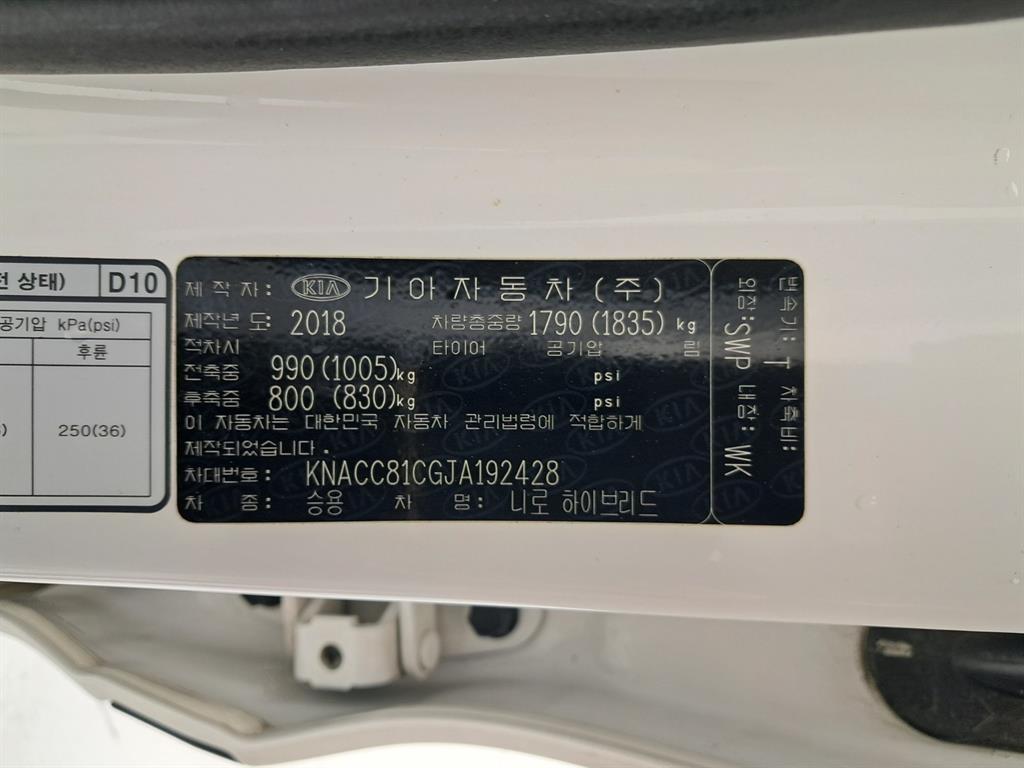 전 상태) D10
공기압 kPa(psi)
후륜
250(36)
제 작 자: KIA 기아자동차(주)
제작년 도: 2018 차량총중량 1790 (1835) kg
적차시 타이어 공기압 림
전축중 990 (1005)kg psi
후축중 800 (830)kg psi
이 자동차는 대한민국 자동차 관리법령에 적합하게
제작되었습니다.
차대번호: KNACC81CGJA192428
차 종: 승용 차 명: 니로 하이브리드
변속기: T 차축비:
외장:SWP 내장: WK